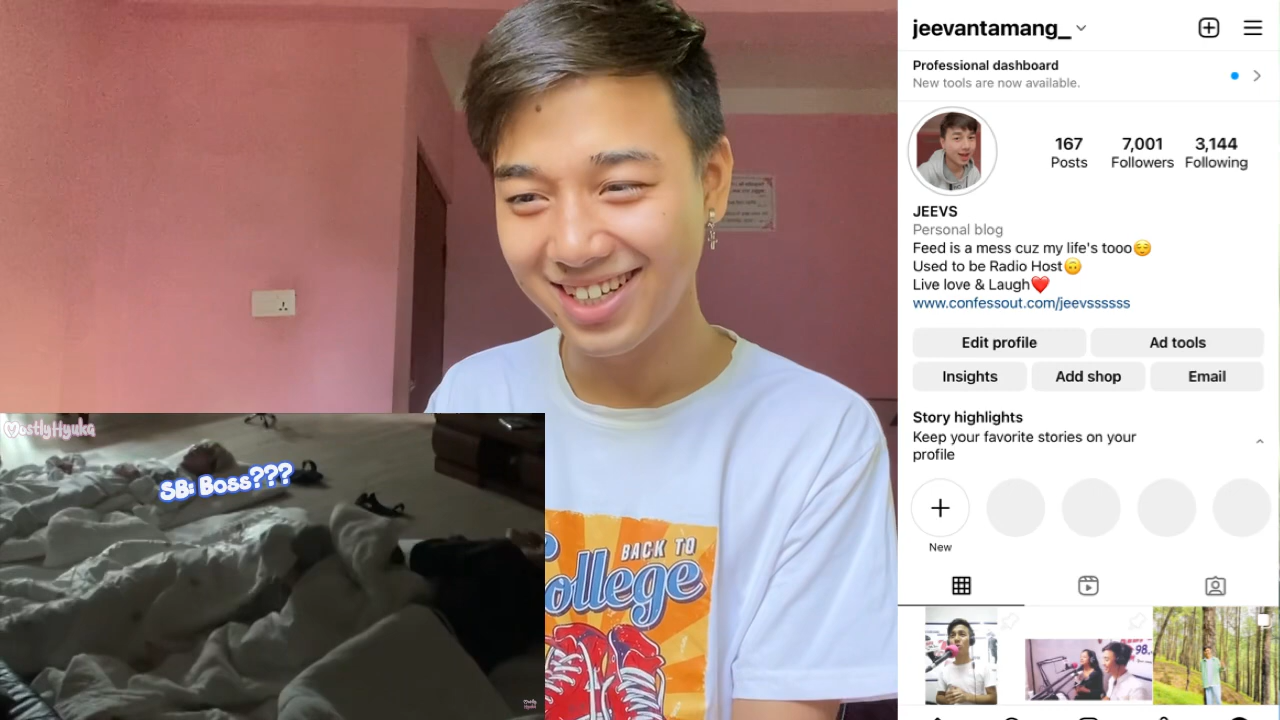 MostlyHyuka
SB: Boss???
BACK TO
College
jeevantamang_
Professional dashboard
New tools are now available.
167
Posts
7,001
Followers
3,144
Following
JEEVS
Personal blog
Feed is a mess cuz my life's tooo😌
Used to be Radio Host🙃
Live love & Laugh❤️
www.confessout.com/jeevssssss
Edit profile
Ad tools
Insights
Add shop
Email
Story highlights
Keep your favorite stories on your
profile
New
98.